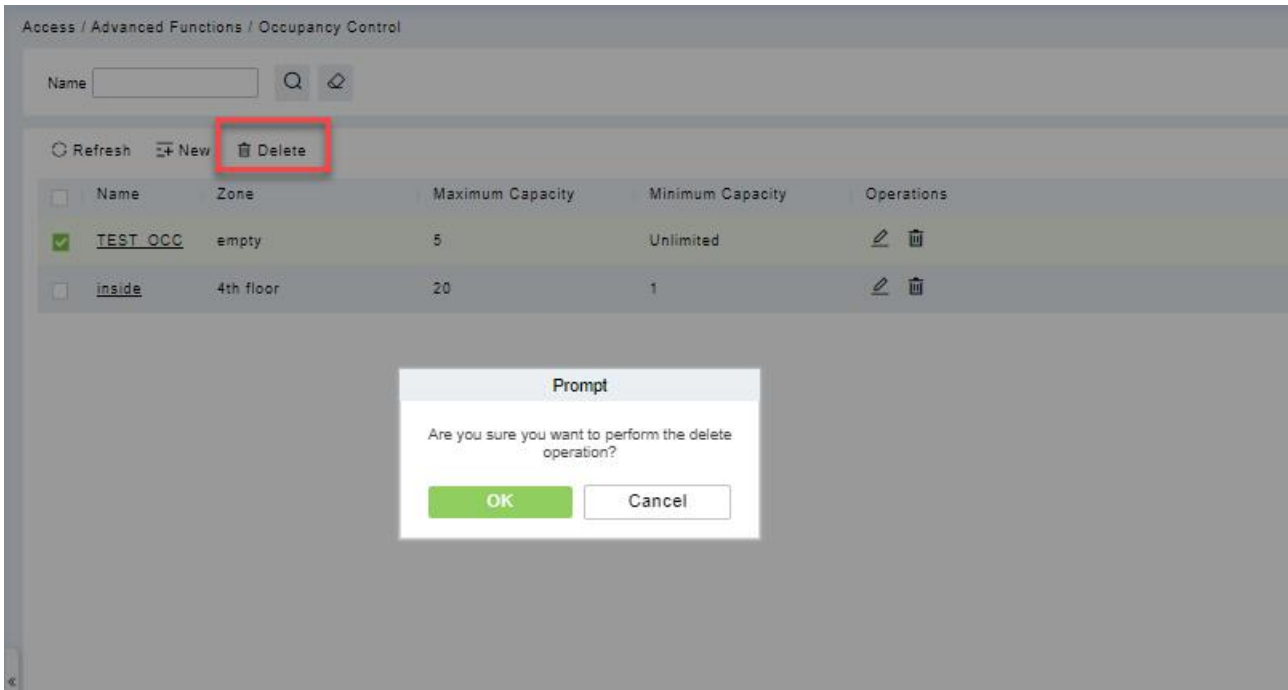 Access / Advanced Functions / Occupancy Control
Name
Refresh New Delete
Name Zone Maximum Capacity Minimum Capacity Operations
TEST_OCC empty 5 Unlimited
inside 4th floor 20 1
Prompt
Are you sure you want to perform the delete
operation?
OK Cancel
«